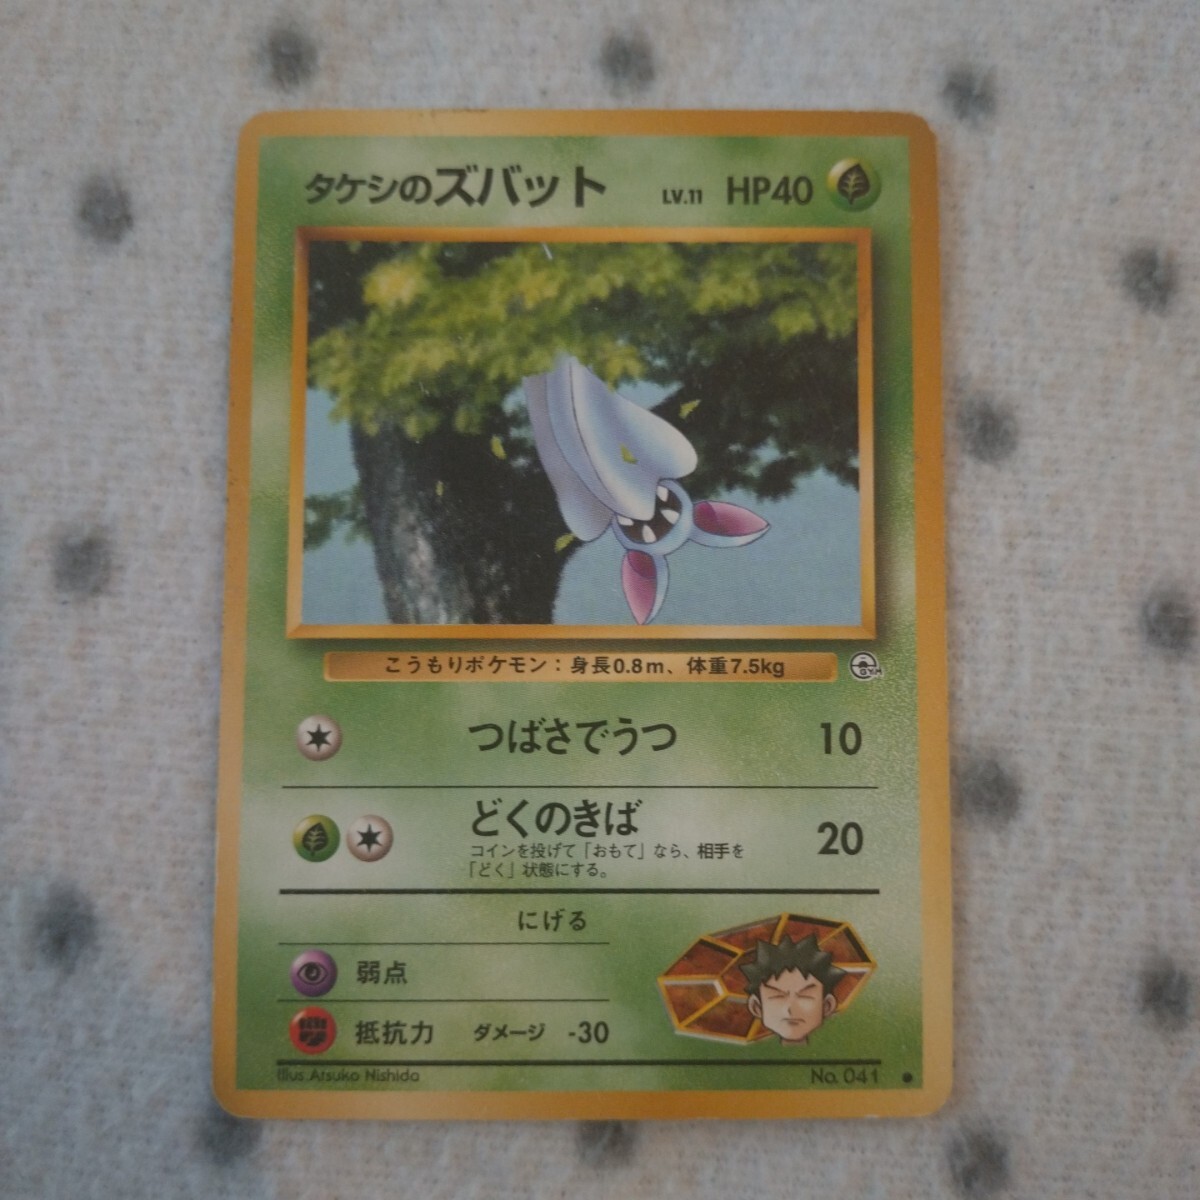 タケシのズバット LV.11 HP40
こうもりポケモン：身長0.8m、体重7.5kg
GYM
つばさでうつ 10
どくのきば 20
コインを投げて「おもて」なら、相手を
「どく」状態にする。
にげる
弱点
抵抗力 ダメージ -30
Illus. Atsuko Nishida No. 041 ●